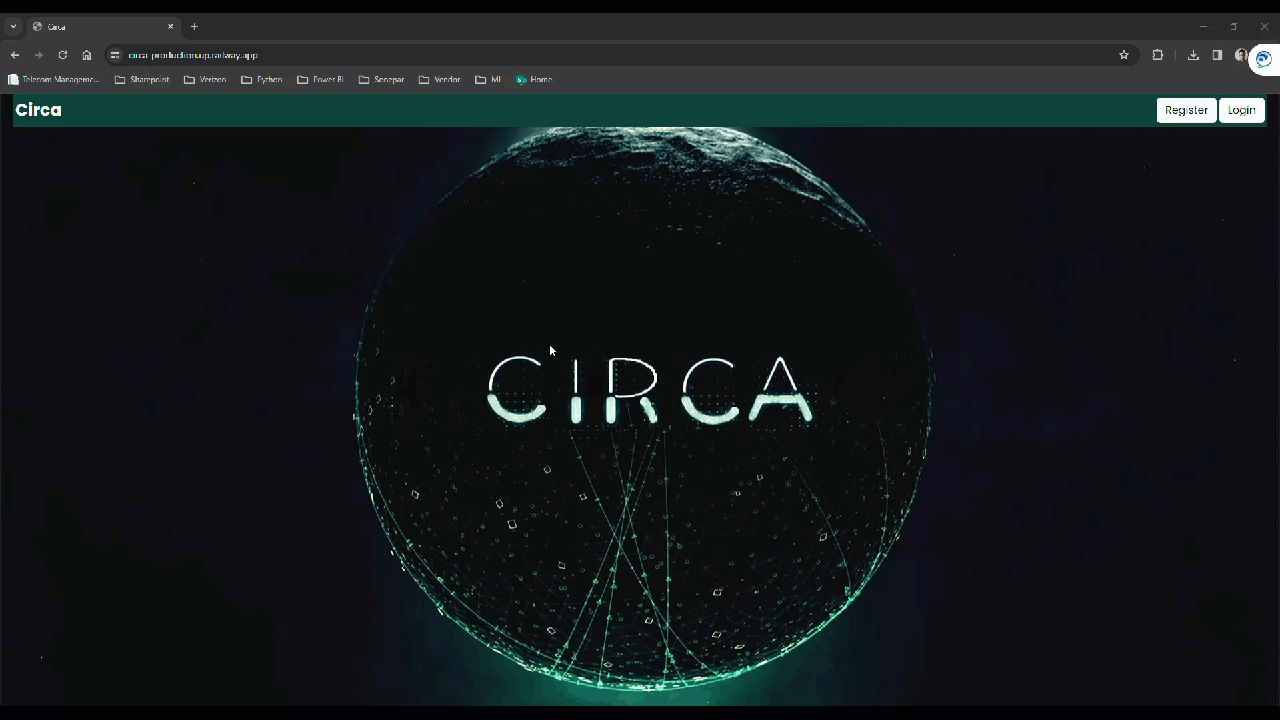 Circa
circa-production.up.railway.app
Telecom Manageme... Sharepoint Verizon Python Power BI Sonepar Vendor MI Home
Circa Register Login
CIRCA